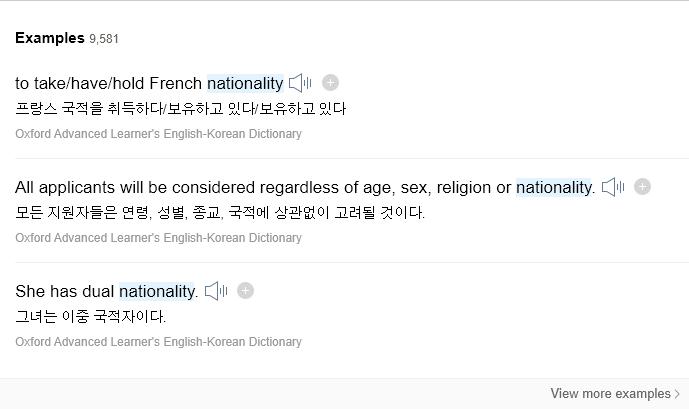 Examples 9,581
to take/have/hold French nationality
프랑스 국적을 취득하다/보유하고 있다/보유하고 있다
Oxford Advanced Learner's English-Korean Dictionary
All applicants will be considered regardless of age, sex, religion or nationality.
모든 지원자들은 연령, 성별, 종교, 국적에 상관없이 고려될 것이다.
Oxford Advanced Learner's English-Korean Dictionary
She has dual nationality.
그녀는 이중 국적자이다.
Oxford Advanced Learner's English-Korean Dictionary
View more examples